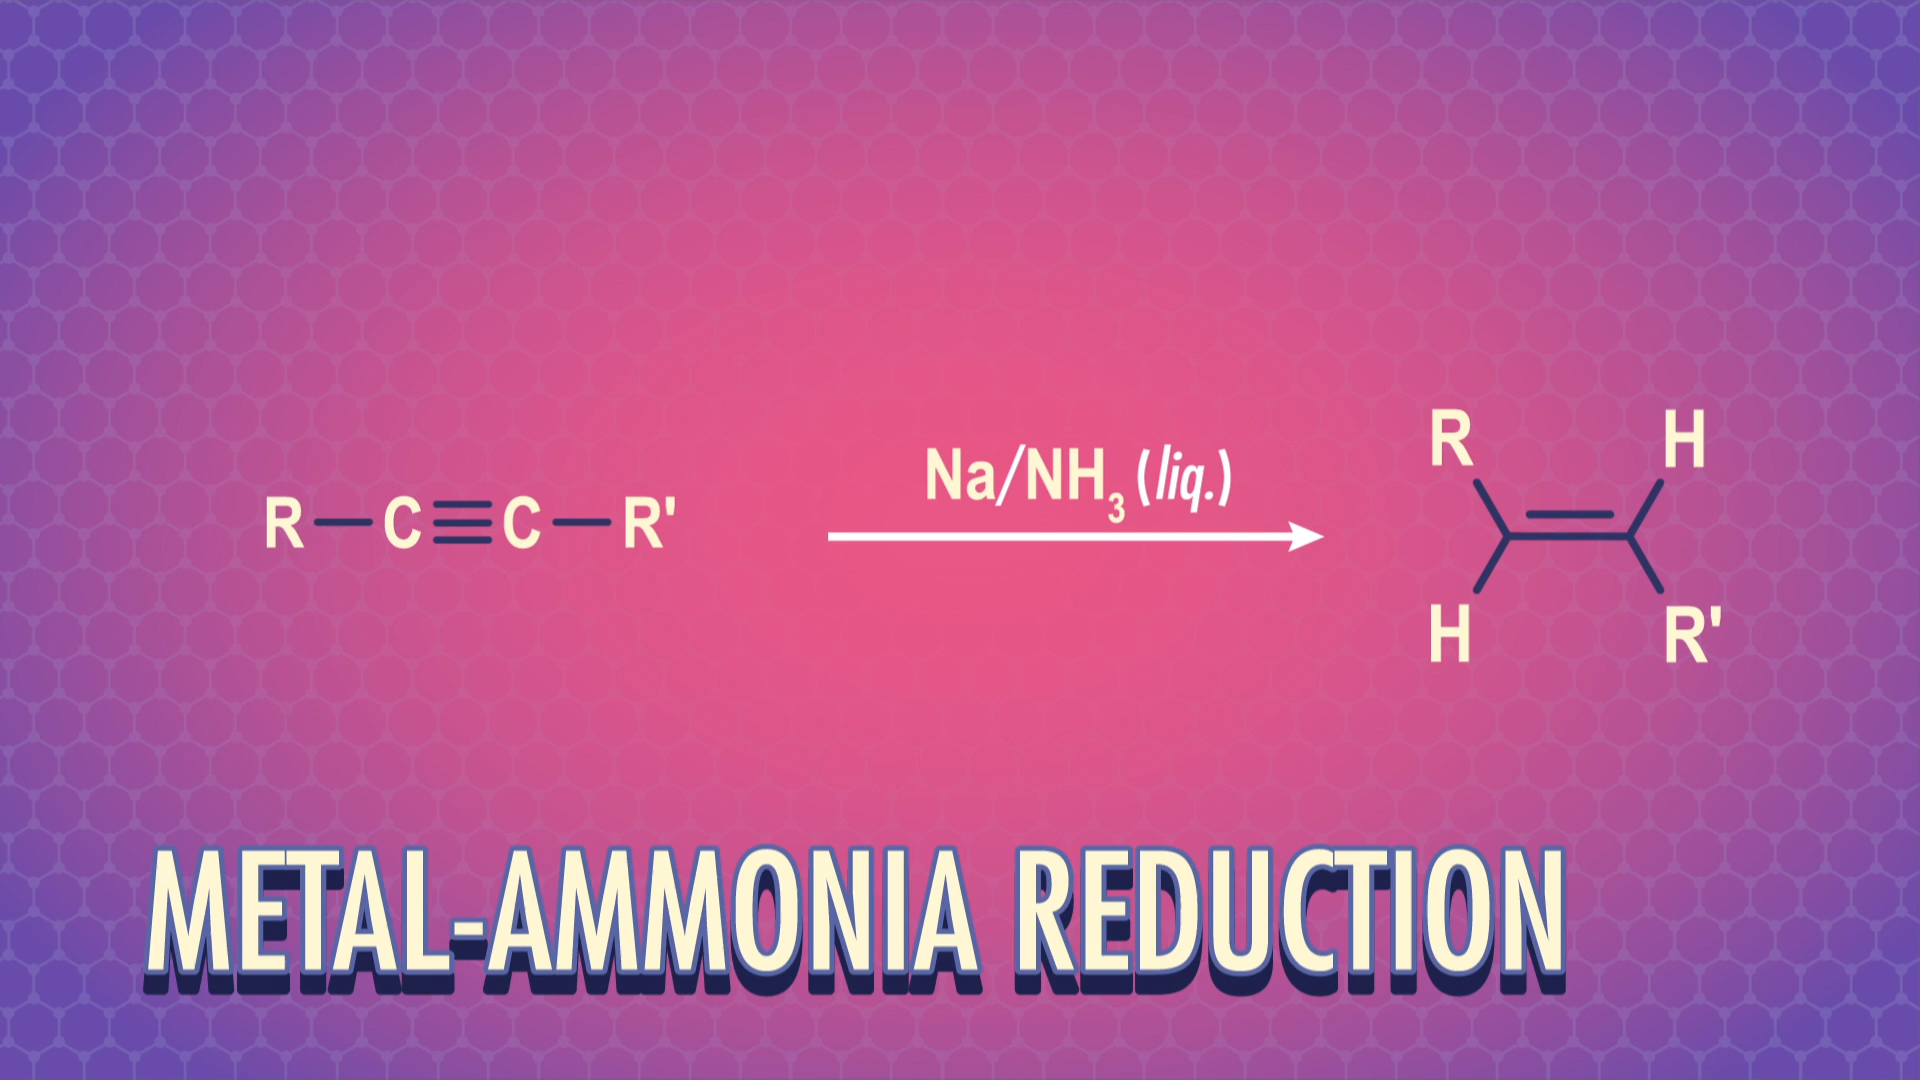 Na/NH₃ (liq.)
R—C≡C—R'
R H
H R'
METAL-AMMONIA REDUCTION